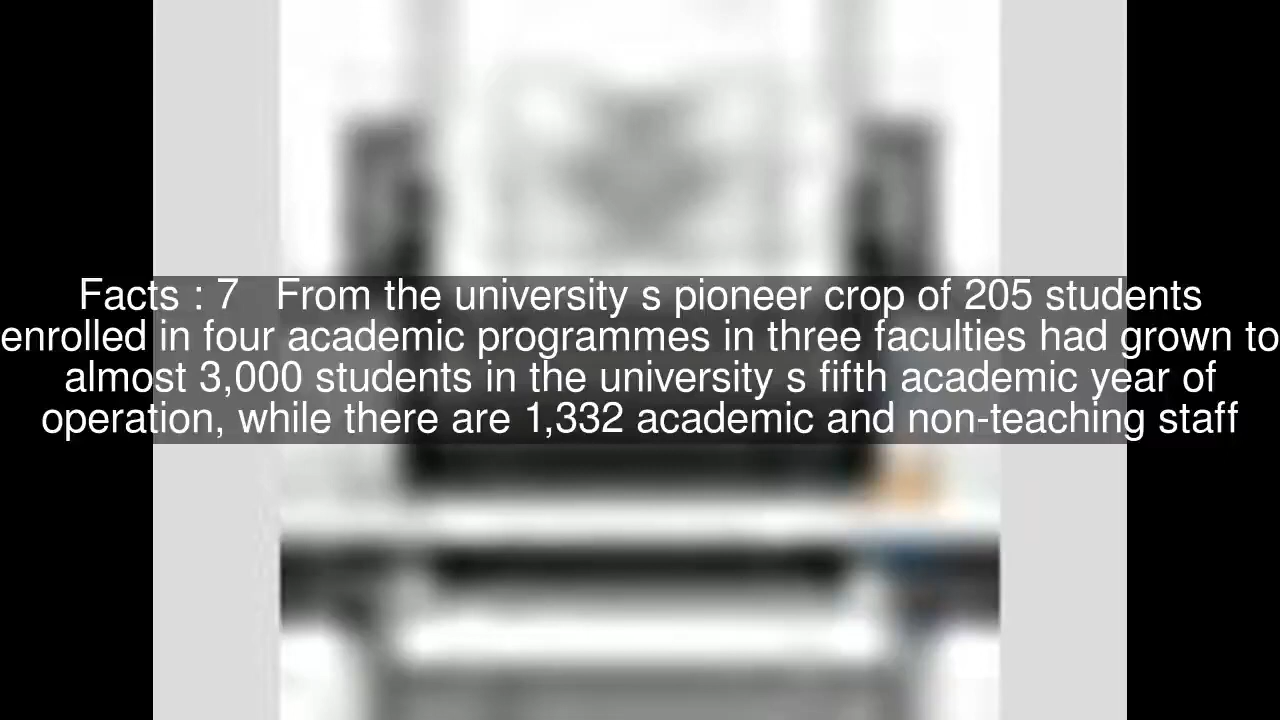 Facts : 7 From the university s pioneer crop of 205 students
enrolled in four academic programmes in three faculties had grown to
almost 3,000 students in the university s fifth academic year of
operation, while there are 1,332 academic and non-teaching staff